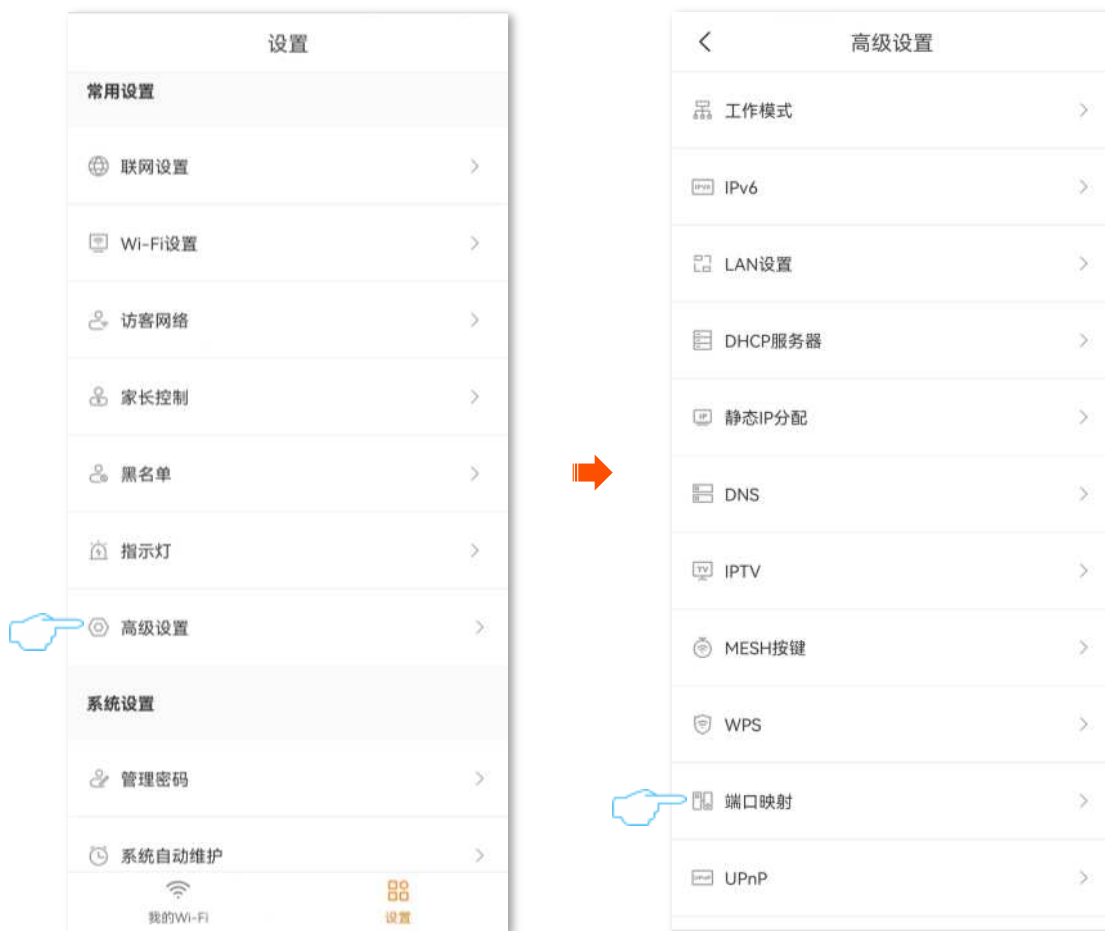 设置
常用设置
联网设置
Wi-Fi设置
访客网络
家长控制
黑名单
指示灯
高级设置
系统设置
管理密码
系统自动维护
我的Wi-Fi
设置
高级设置
工作模式
IPV6 IPv6
LAN设置
DHCP服务器
IP 静态IP分配
DNS
TV IPTV
MESH按键
WPS
端口映射
UPnP UPnP